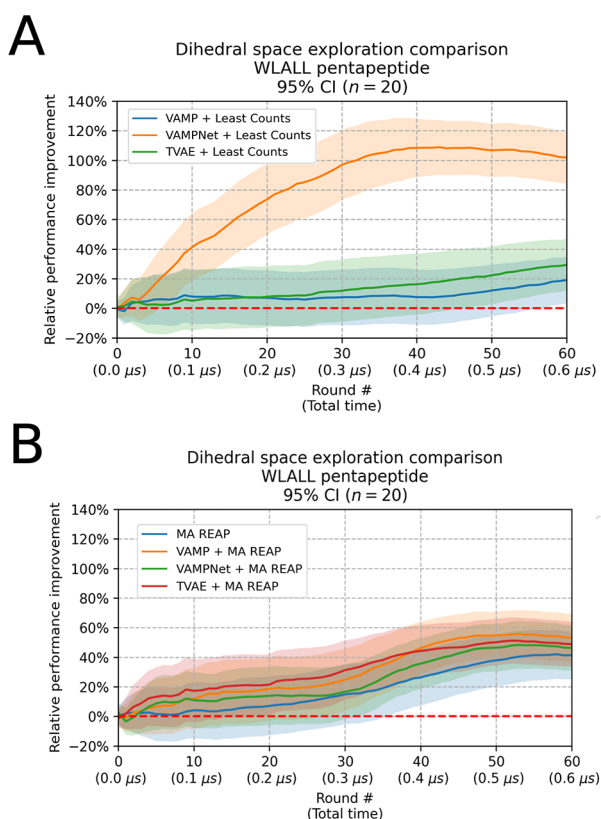 A
Dihedral space exploration comparison
WLALL pentapeptide
95% CI (n = 20)
Relative performance improvement
140%
120%
100%
80%
60%
40%
20%
0%
−20%
VAMP + Least Counts
VAMPNet + Least Counts
TVAE + Least Counts
0 10 20 30 40 50 60
(0.0 μs) (0.1 μs) (0.2 μs) (0.3 μs) (0.4 μs) (0.5 μs) (0.6 μs)
Round #
(Total time)
B
Dihedral space exploration comparison
WLALL pentapeptide
95% CI (n = 20)
Relative performance improvement
140%
120%
100%
80%
60%
40%
20%
0%
−20%
MA REAP
VAMP + MA REAP
VAMPNet + MA REAP
TVAE + MA REAP
0 10 20 30 40 50 60
(0.0 μs) (0.1 μs) (0.2 μs) (0.3 μs) (0.4 μs) (0.5 μs) (0.6 μs)
Round #
(Total time)